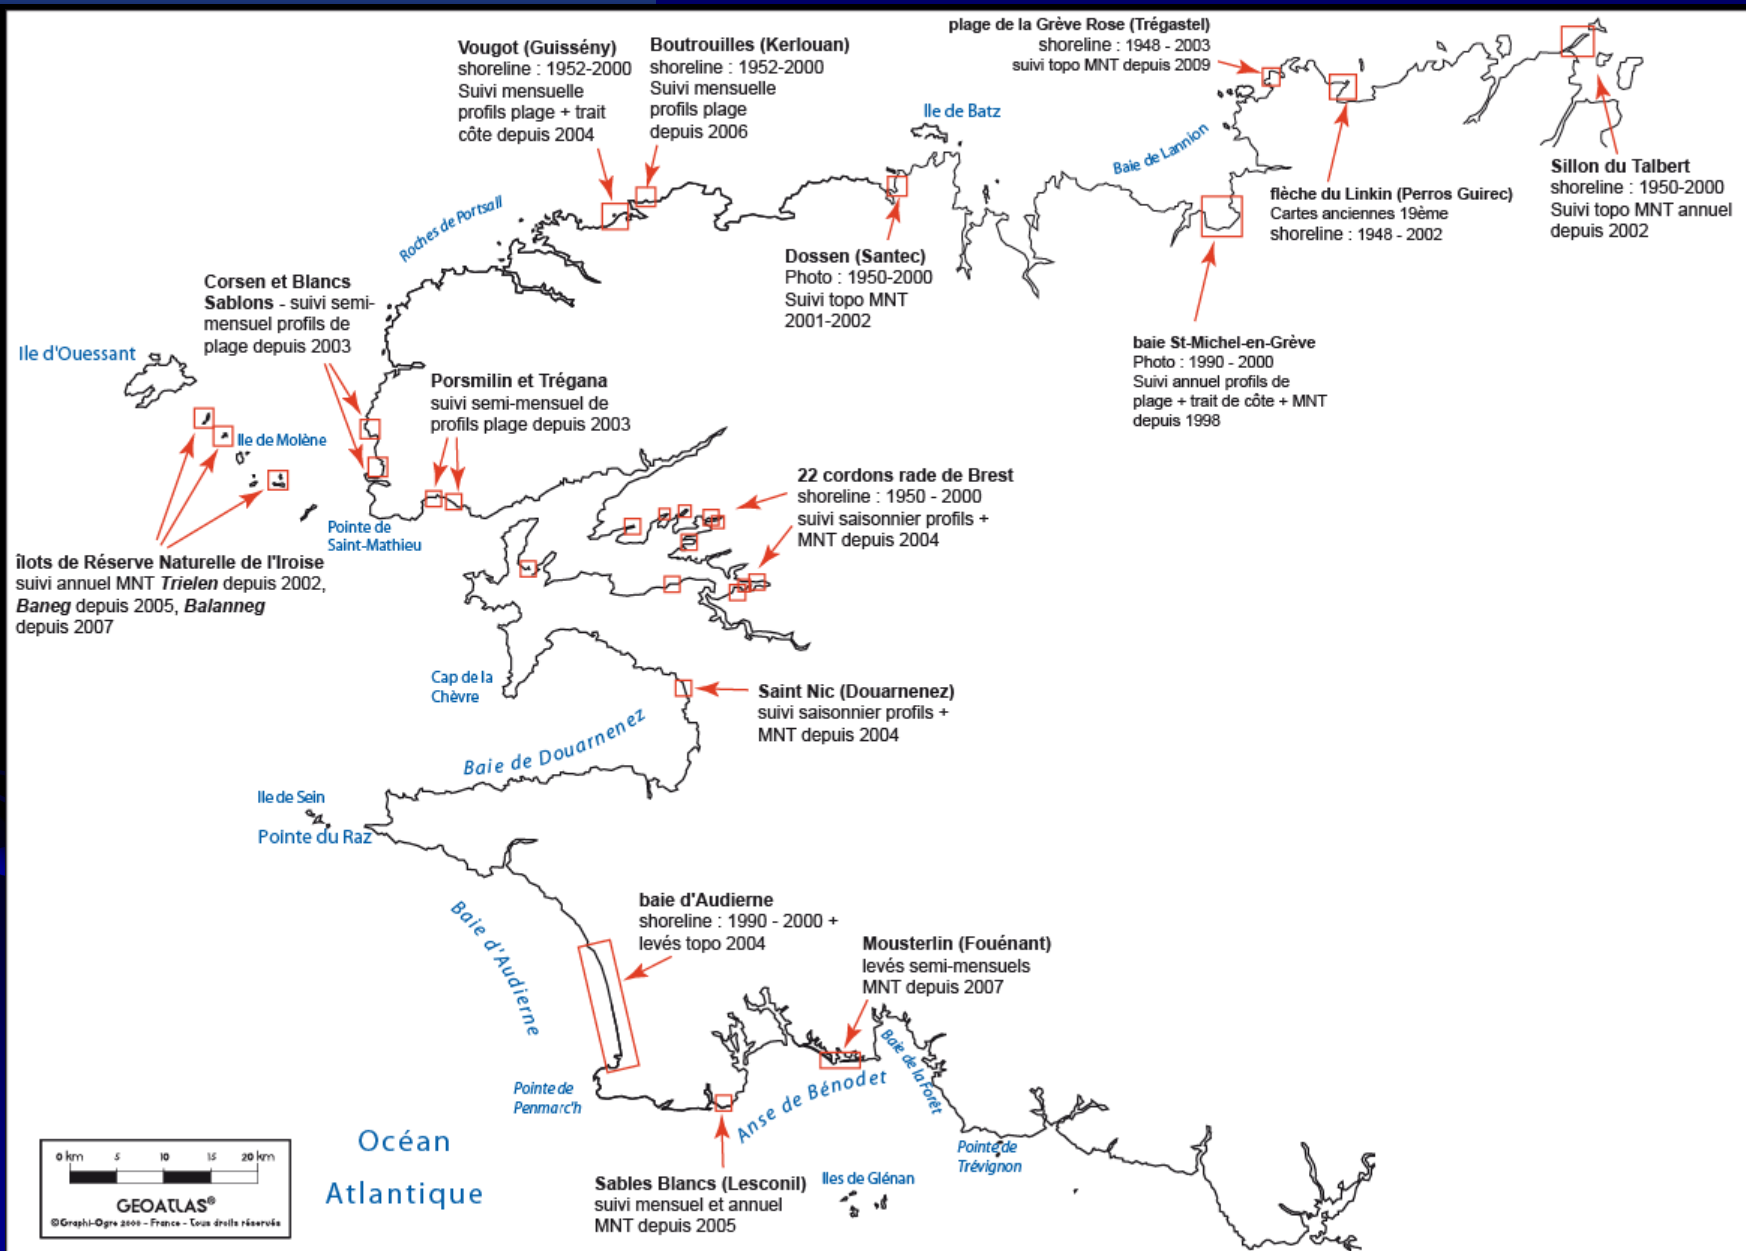 plage de la Grève Rose (Trégastel)
shoreline : 1948 - 2003
suivi topo MNT depuis 2009
Vougot (Guissény)
shoreline : 1952-2000
Suivi mensuelle
profils plage + trait
côte depuis 2004
Boutrouilles (Kerlouan)
shoreline : 1952-2000
Suivi mensuelle
profils plage
depuis 2006
Ile de Batz
Baie de Lannion
Sillon du Talbert
shoreline : 1950-2000
Suivi topo MNT annuel
depuis 2002
flèche du Linkin (Perros Guirec)
Cartes anciennes 19ème
shoreline : 1948 - 2002
Roches de Portsall
Dossen (Santec)
Photo : 1950-2000
Suivi topo MNT
2001-2002
Corsen et Blancs
Sablons - suivi semi-
mensuel profils de
plage depuis 2003
baie St-Michel-en-Grève
Photo : 1990 - 2000
Suivi annuel profils de
plage + trait de côte + MNT
depuis 1998
Ile d'Ouessant
Porsmilin et Trégana
suivi semi-mensuel de
profils plage depuis 2003
Ile de Molène
22 cordons rade de Brest
shoreline : 1950 - 2000
suivi saisonnier profils +
MNT depuis 2004
Pointe de
Saint-Mathieu
îlots de Réserve Naturelle de l'Iroise
suivi annuel MNT Trielen depuis 2002,
Baneg depuis 2005, Balanneg
depuis 2007
Cap de la
Chèvre
Saint Nic (Douarnenez)
suivi saisonnier profils +
MNT depuis 2004
Baie de Douarnenez
Ile de Sein
Pointe du Raz
baie d'Audierne
shoreline : 1990 - 2000 +
levés topo 2004
Baie d'Audierne
Mousterlin (Fouénant)
levés semi-mensuels
MNT depuis 2007
Baie de la Forêt
Pointe de
Penmarc'h
Anse de Bénodet
Pointe de
Trévignon
Océan
Atlantique
Sables Blancs (Lesconil)
suivi mensuel et annuel
MNT depuis 2005
Iles de Glénan
0 km 5 10 15 20 km
GEOATLAS®
©Graphi-Ogre 2000 - France - Tous droits réservés